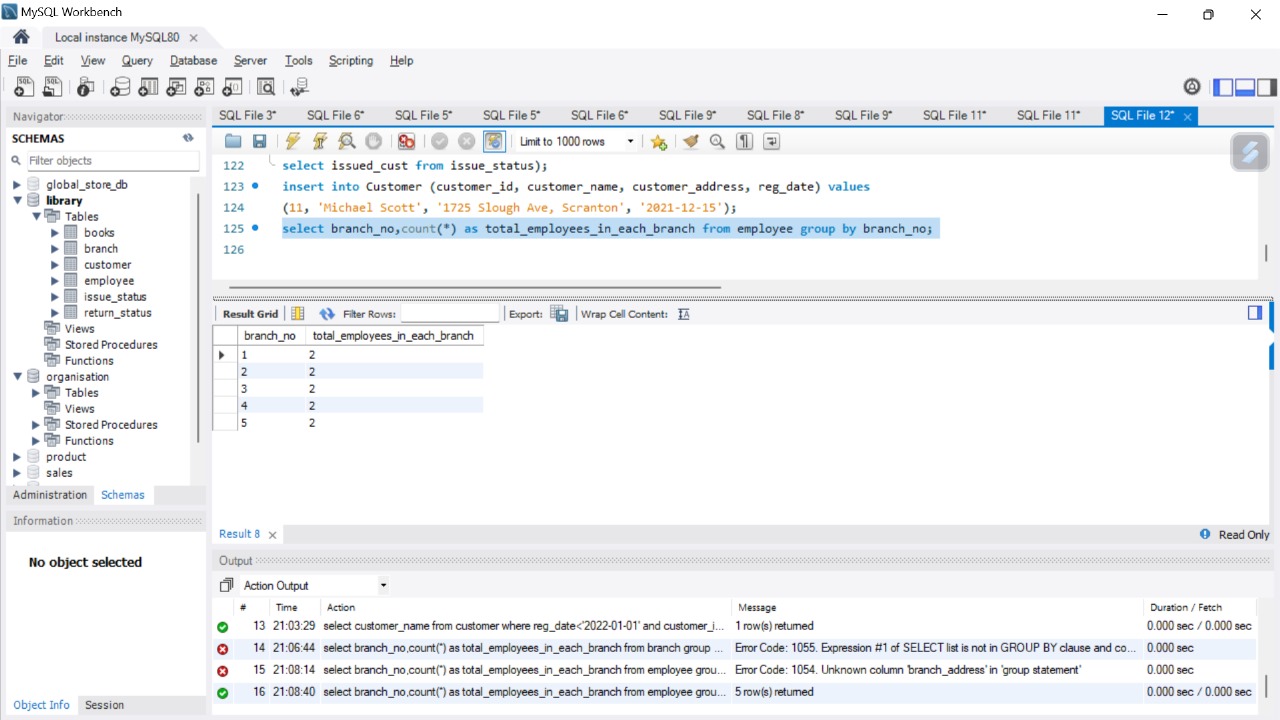 MySQL Workbench
Local instance MySQL80
File Edit View Query Database Server Tools Scripting Help
Navigator
SCHEMAS
Filter objects
global_store_db
library
Tables
books
branch
customer
employee
issue_status
return_status
Views
Stored Procedures
Functions
organisation
Tables
Views
Stored Procedures
Functions
product
sales
Administration Schemas
Information
No object selected
Object Info Session
SQL File 3* SQL File 6* SQL File 5* SQL File 5* SQL File 6* SQL File 9* SQL File 8* SQL File 9* SQL File 11* SQL File 11* SQL File 12*
Limit to 1000 rows
122 select issued_cust from issue_status);
123 insert into Customer (customer_id, customer_name, customer_address, reg_date) values
124 (11, 'Michael Scott', '1725 Slough Ave, Scranton', '2021-12-15');
125 select branch_no,count(*) as total_employees_in_each_branch from employee group by branch_no;
126
Result Grid Filter Rows: Export: Wrap Cell Content:
branch_no total_employees_in_each_branch
1 2
2 2
3 2
4 2
5 2
Result 8 Read Only
Output
Action Output
# Time Action Message Duration / Fetch
13 21:03:29 select customer_name from customer where reg_date<'2022-01-01' and customer_i... 1 row(s) returned 0.000 sec / 0.000 sec
14 21:06:44 select branch_no,count(*) as total_employees_in_each_branch from branch group ... Error Code: 1055. Expression #1 of SELECT list is not in GROUP BY clause and co... 0.000 sec
15 21:08:14 select branch_no,count(*) as total_employees_in_each_branch from employee grou... Error Code: 1054. Unknown column 'branch_address' in 'group statement' 0.000 sec
16 21:08:40 select branch_no,count(*) as total_employees_in_each_branch from employee grou... 5 row(s) returned 0.000 sec / 0.000 sec